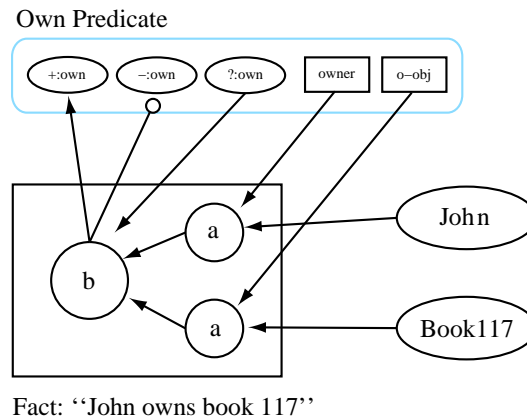 Own Predicate
+:own
−:own
?:own
owner
o−obj
a
John
b
a
Book117
Fact: ‘‘John owns book 117’’